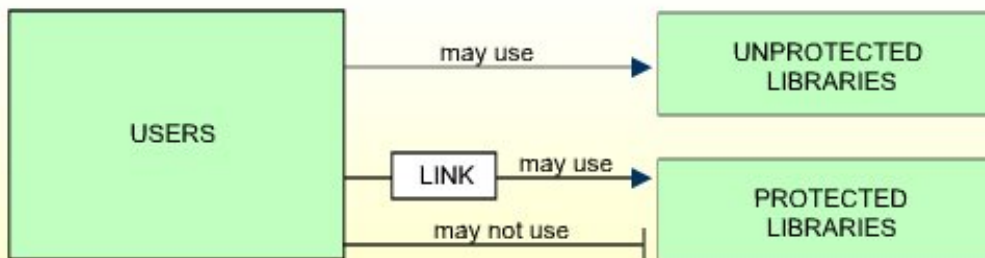 USERS
may use
UNPROTECTED
LIBRARIES
LINK
may use
PROTECTED
LIBRARIES
may not use